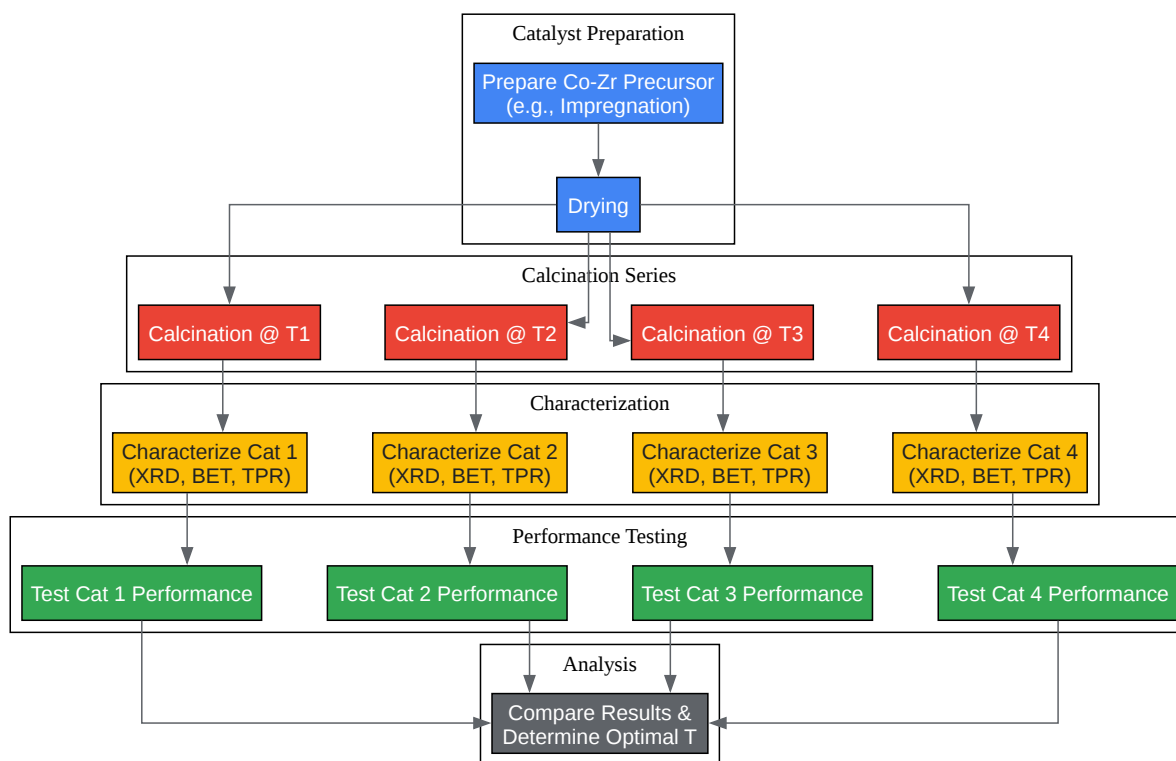 Catalyst Preparation
Prepare Co-Zr Precursor
(e.g., Impregnation)
Drying
Calcination Series
Calcination @ T1
Calcination @ T2
Calcination @ T3
Calcination @ T4
Characterization
Characterize Cat 1
(XRD, BET, TPR)
Characterize Cat 2
(XRD, BET, TPR)
Characterize Cat 3
(XRD, BET, TPR)
Characterize Cat 4
(XRD, BET, TPR)
Performance Testing
Test Cat 1 Performance
Test Cat 2 Performance
Test Cat 3 Performance
Test Cat 4 Performance
Analysis
Compare Results &
Determine Optimal T